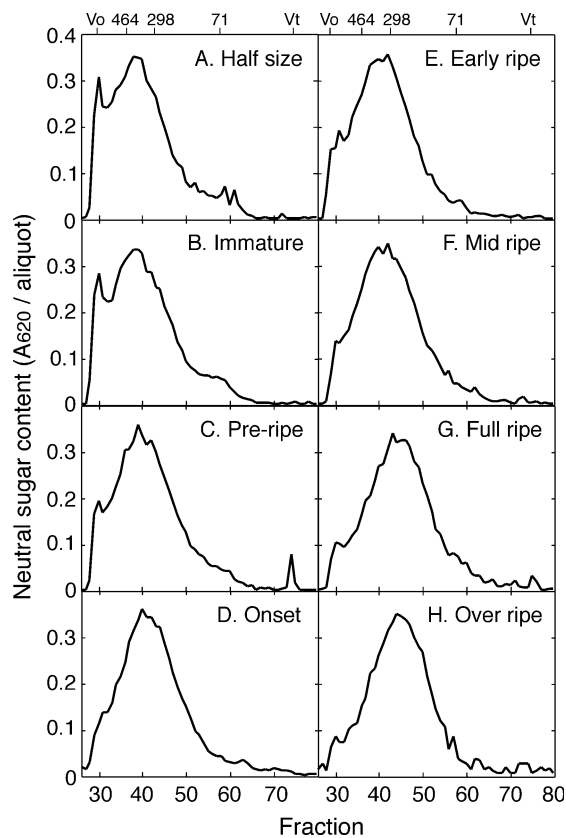 Vo 464 298 71 Vt Vo 464 298 71 Vt
0.4
A. Half size E. Early ripe
0.3
0.2
0.1
0
B. Immature F. Mid ripe
0.3
0.2
0.1
0
C. Pre-ripe G. Full ripe
0.3
0.2
0.1
0
D. Onset H. Over ripe
0.3
0.2
0.1
0
30 40 50 60 70 30 40 50 60 70 80
Fraction
Neutral sugar content (A620 / aliquot)